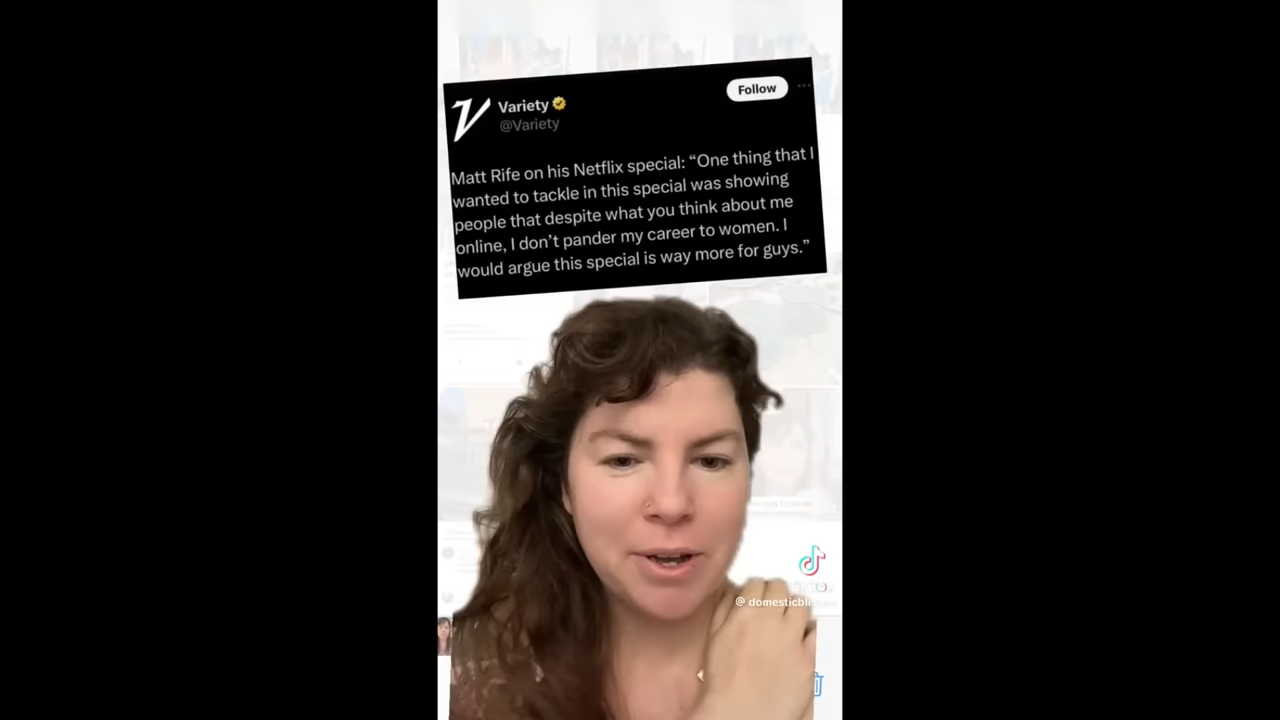 Variety
@Variety
Follow
Matt Rife on his Netflix special: “One thing that I
wanted to tackle in this special was showing
people that despite what you think about me
online, I don’t pander my career to women. I
would argue this special is way more for guys.”
TikTok
@ domesticbli